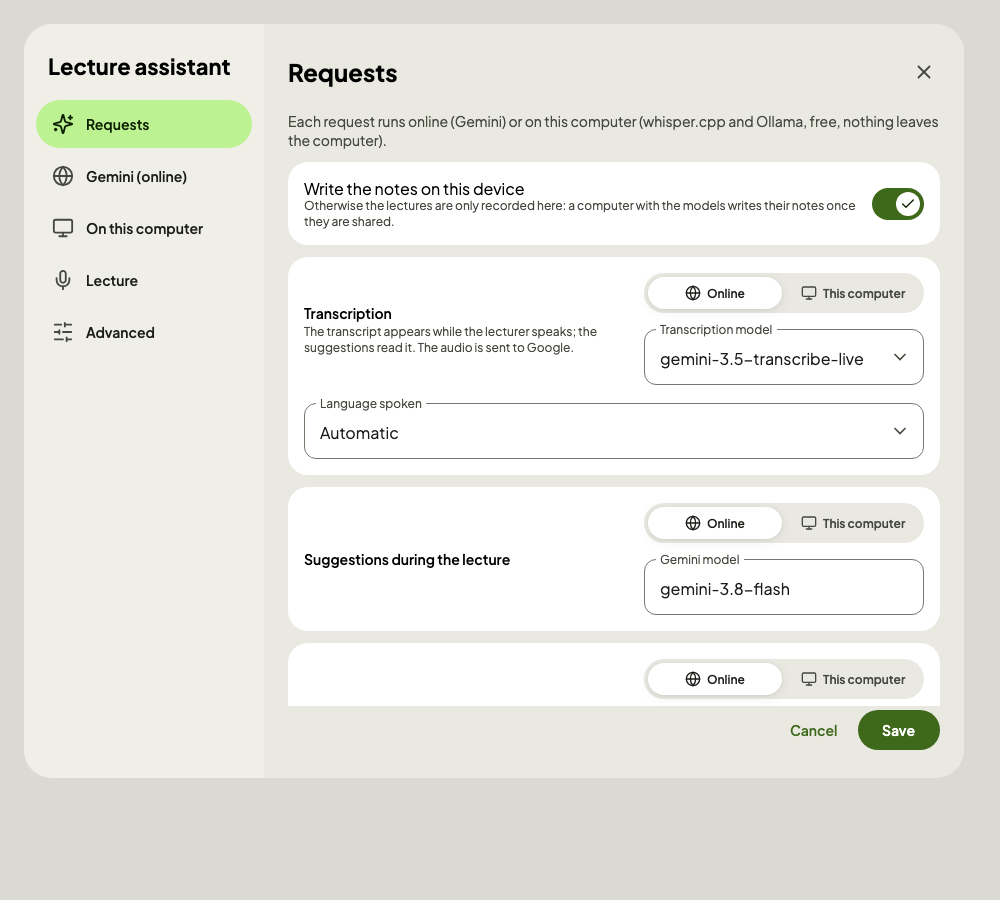 Lecture assistant
Requests
Gemini (online)
On this computer
Lecture
Advanced
Requests
Each request runs online (Gemini) or on this computer (whisper.cpp and Ollama, free, nothing leaves
the computer).
Write the notes on this device
Otherwise the lectures are only recorded here: a computer with the models writes their notes once
they are shared.
Online
This computer
Transcription
The transcript appears while the lecturer speaks; the
suggestions read it. The audio is sent to Google.
Transcription model
gemini-3.5-transcribe-live
Language spoken
Automatic
Online
This computer
Suggestions during the lecture
Gemini model
gemini-3.8-flash
Online
This computer
Cancel
Save